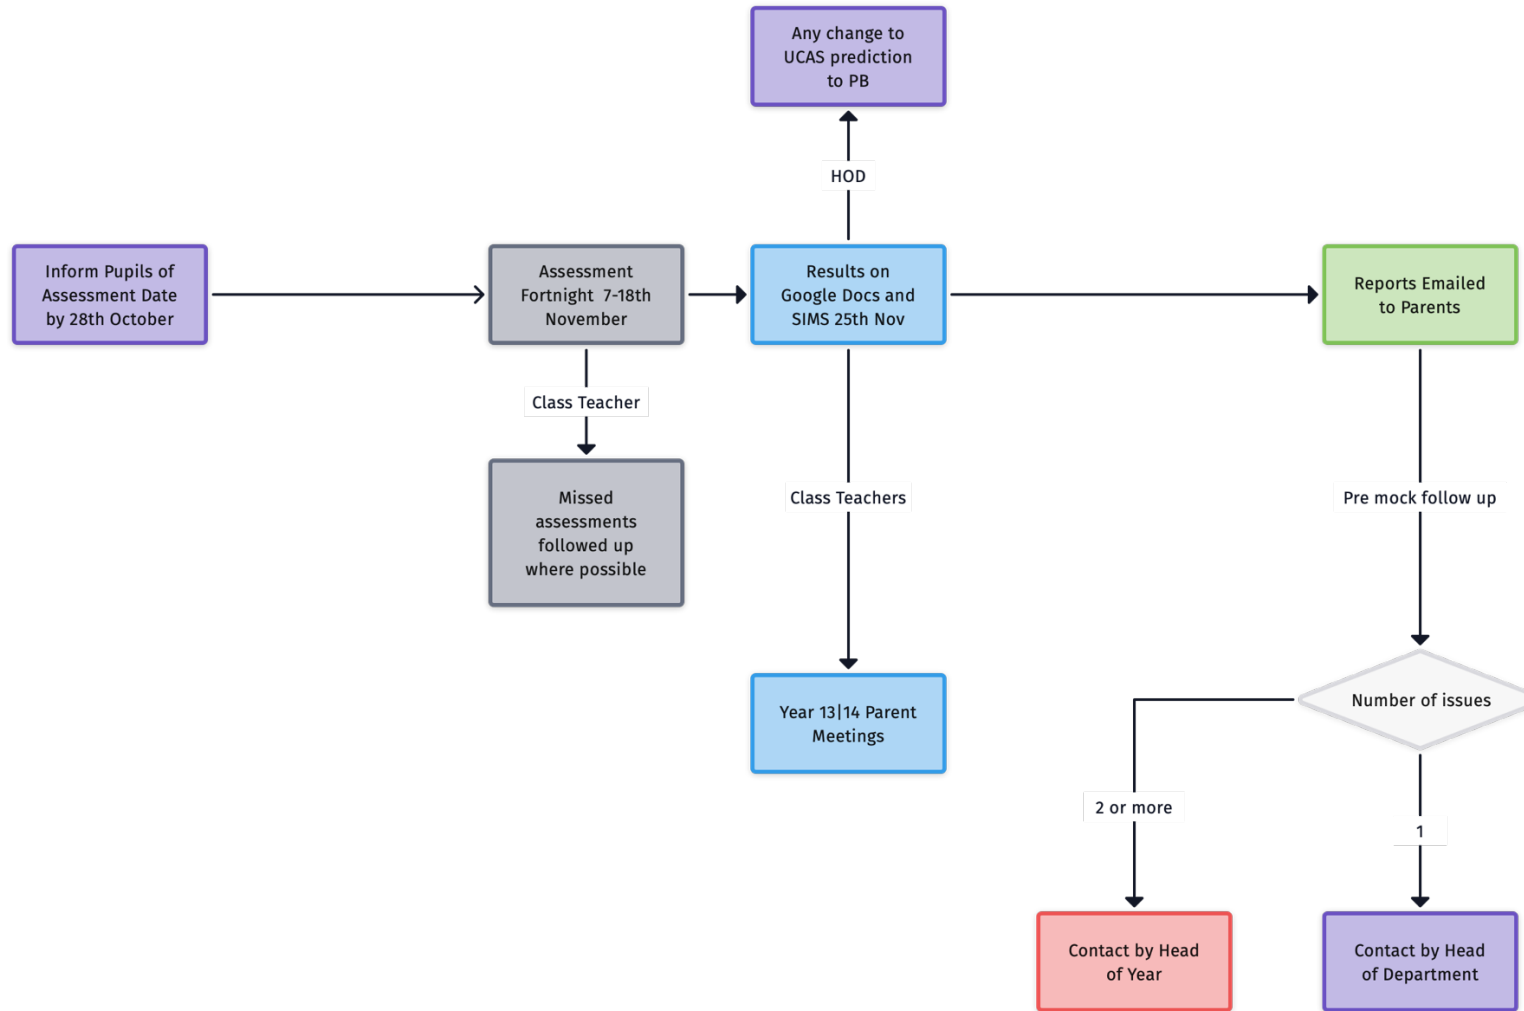 Any change to
UCAS prediction
to PB
HOD
Inform Pupils of
Assessment Date
by 28th October
Assessment
Fortnight 7-18th
November
Results on
Google Docs and
SIMS 25th Nov
Reports Emailed
to Parents
Class Teacher
Missed
assessments
followed up
where possible
Class Teachers
Pre mock follow up
Year 13|14 Parent
Meetings
Number of issues
2 or more
1
Contact by Head
of Year
Contact by Head
of Department